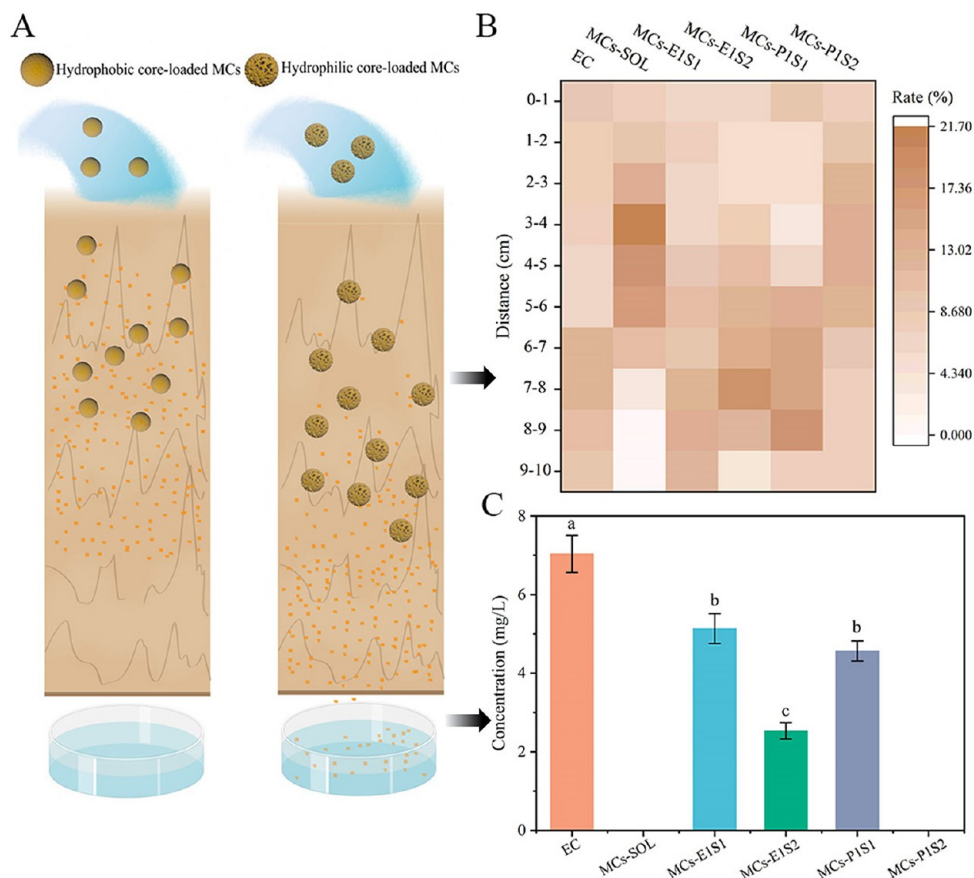 A
Hydrophobic core-loaded MCs
Hydrophilic core-loaded MCs
B
EC
MCs-SOL
MCs-E1S1
MCs-E1S2
MCs-P1S1
MCs-P1S2
Distance (cm)
0-1
1-2
2-3
3-4
4-5
5-6
6-7
7-8
8-9
9-10
Rate (%)
21.70
17.36
13.02
8.680
4.340
0.000
C
Concentration (mg/L)
8
6
4
2
0
a
b
c
b
EC
MCs-SOL
MCs-E1S1
MCs-E1S2
MCs-P1S1
MCs-P1S2